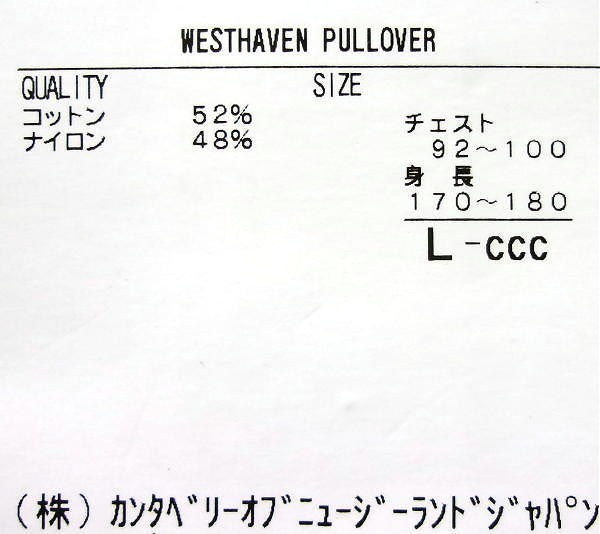 WESTHAVEN PULLOVER
QUALITY SIZE
コットン 52%
ナイロン 48%
チェスト
92～100
身 長
170～180
L-ccc
(株) カンタベリーオブニュージーランドジャパン